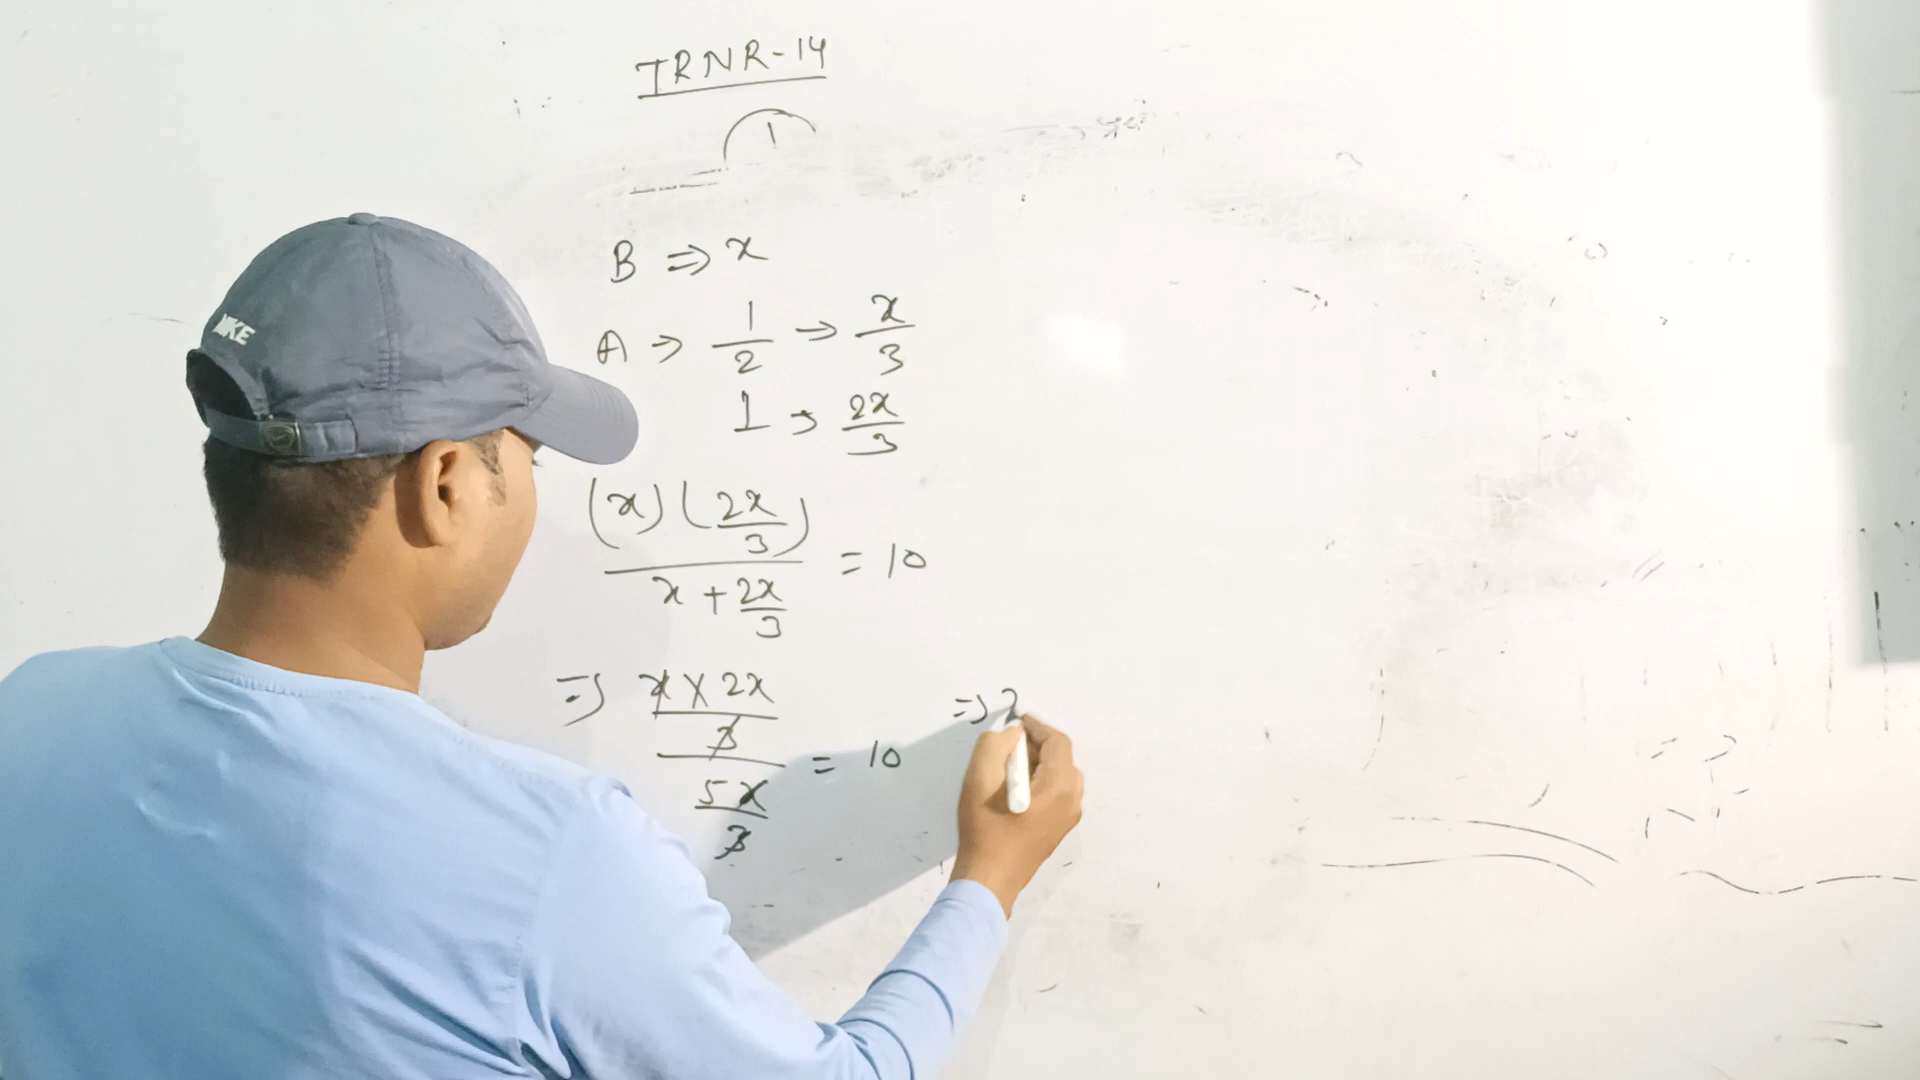 IRNR-14
1
B ⇒ x
NIKE
A → 1/2 → x/3
1 → 2x/3
(x)(2x/3) / x + 2x/3 = 10
⇒ x × 2x/3 / 5x/3 = 10 ⇒ 2